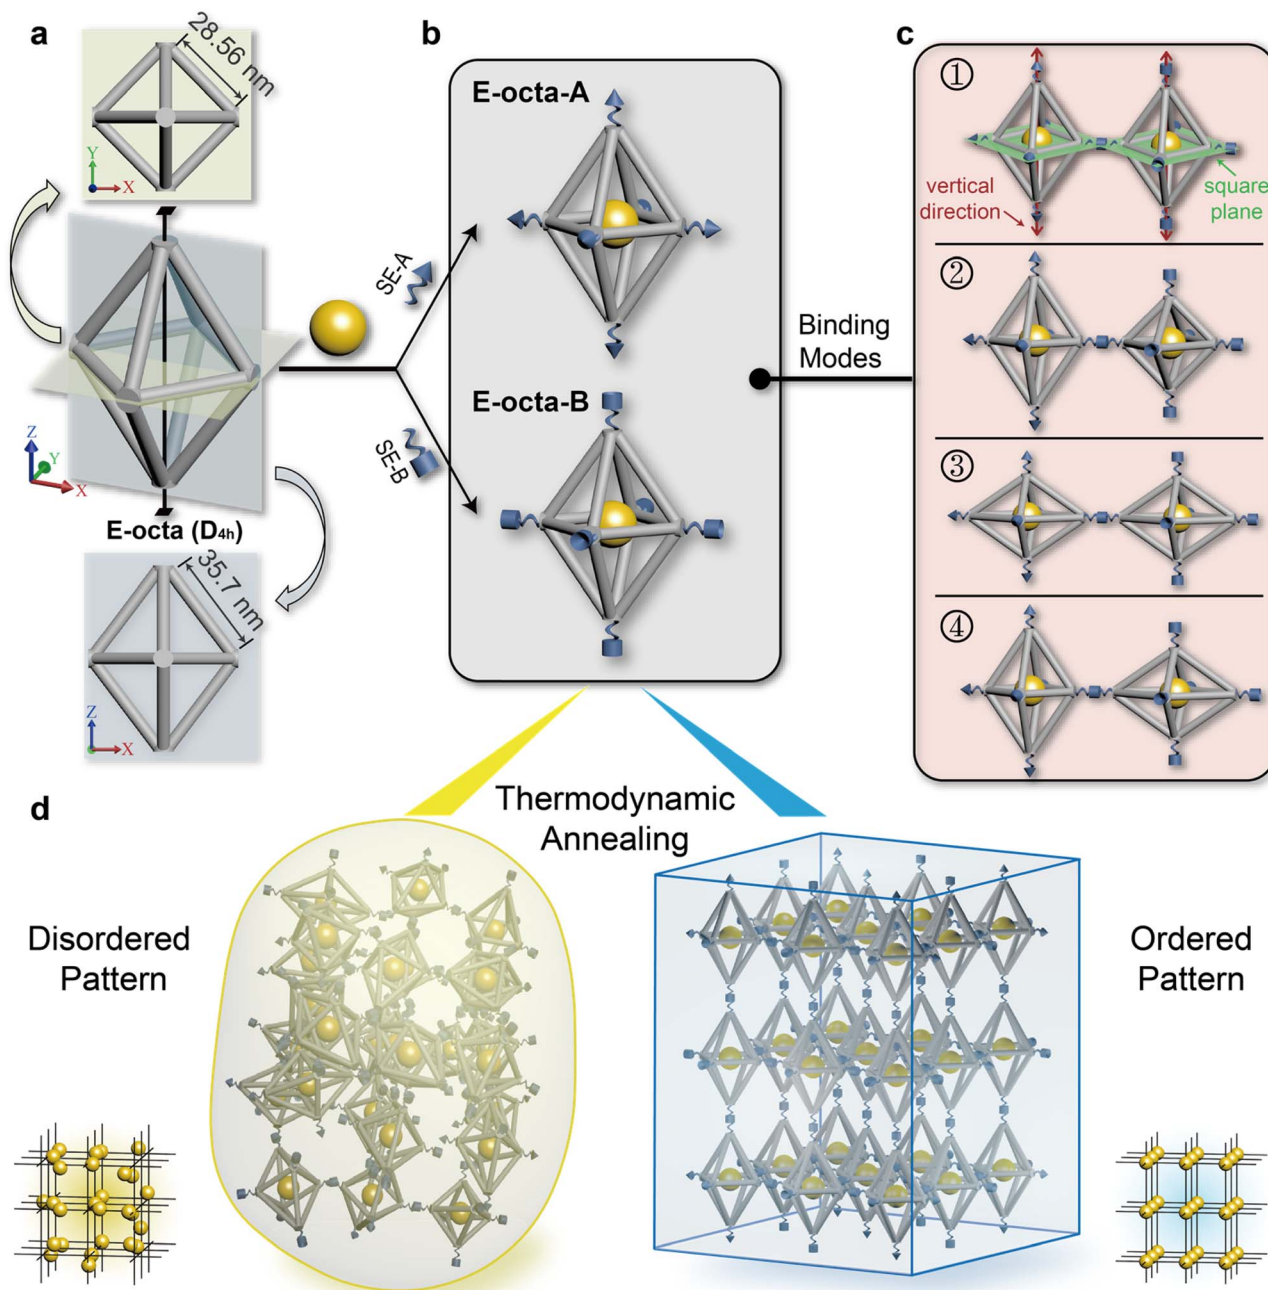 a
28.56 nm
Y
X
Z
Y
X
E-octa (D4h)
35.7 nm
Z
X
b
E-octa-A
SE-A
E-octa-B
SE-B
Binding
Modes
c
①
vertical
direction
square
plane
②
③
④
d
Thermodynamic
Annealing
Disordered
Pattern
Ordered
Pattern